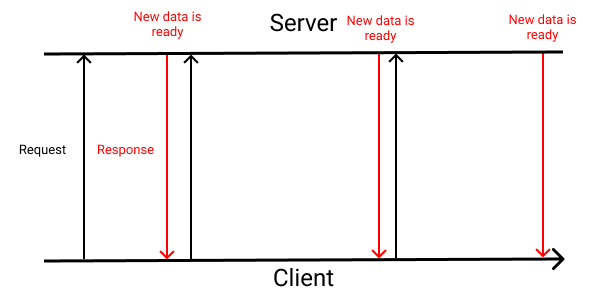 New data is
ready
Server
New data is
ready
New data is
ready
Request
Response
Client